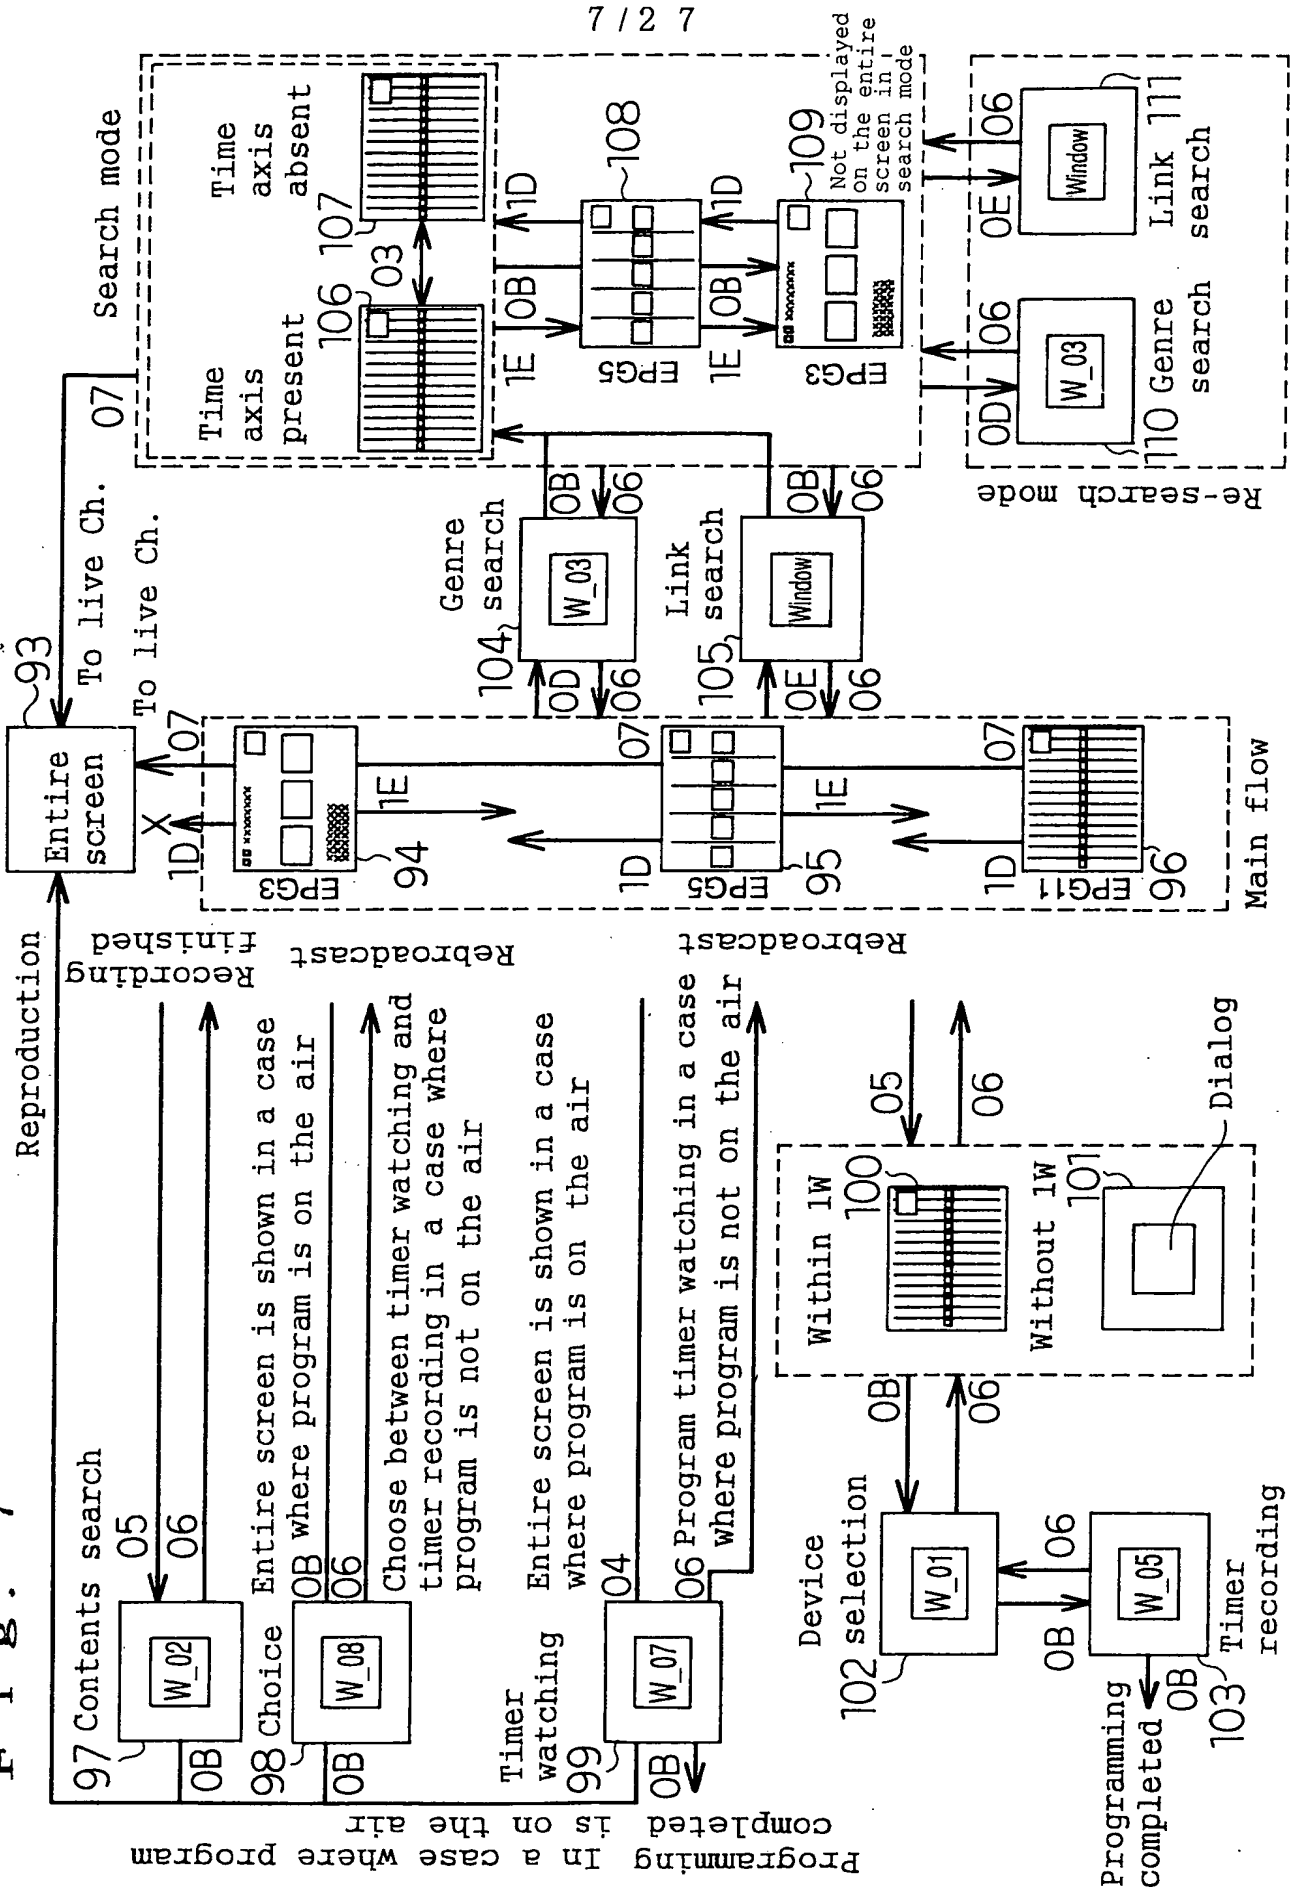 7 / 2 7
F i g . 7
Reproduction
Entire
screen
93
To live Ch.
To live Ch.
07
Search mode
Time
axis
present
106
Time
axis
absent
107
03
1E
0B
1D
108
EPG5
1E
0B
1D
109
EPG3
Not displayed
on the entire
screen in
search mode
Genre
search
104
W_03
0D
06
0B
06
Link
search
105
Window
0E
06
0B
06
Re-search mode
0D
06
W_03
110 Genre
search
0E
06
Window
Link 111
search
1D
X
07
EPG3
94
1E
07
1D
EPG5
95
1E
07
1D
EPG11
96
Main flow
Recording
finished
Rebroadcast
Rebroadcast
97 Contents search
W_02
05
06
0B
98 Choice
W_08
0B
06
0B
Entire screen is shown in a case
where program is on the air
Choose between timer watching and
timer recording in a case where
program is not on the air
Timer
watching
99
W_07
04
06
0B
Entire screen is shown in a case
where program is on the air
Program timer watching in a case
where program is not on the air
Programming In a case where program
completed is on the air
Within 1W
100
Without 1W
101
Dialog
05
06
0B
06
Device
102 selection
W_01
0B
06
W_05
103
Timer
recording
0B
Programming
completed